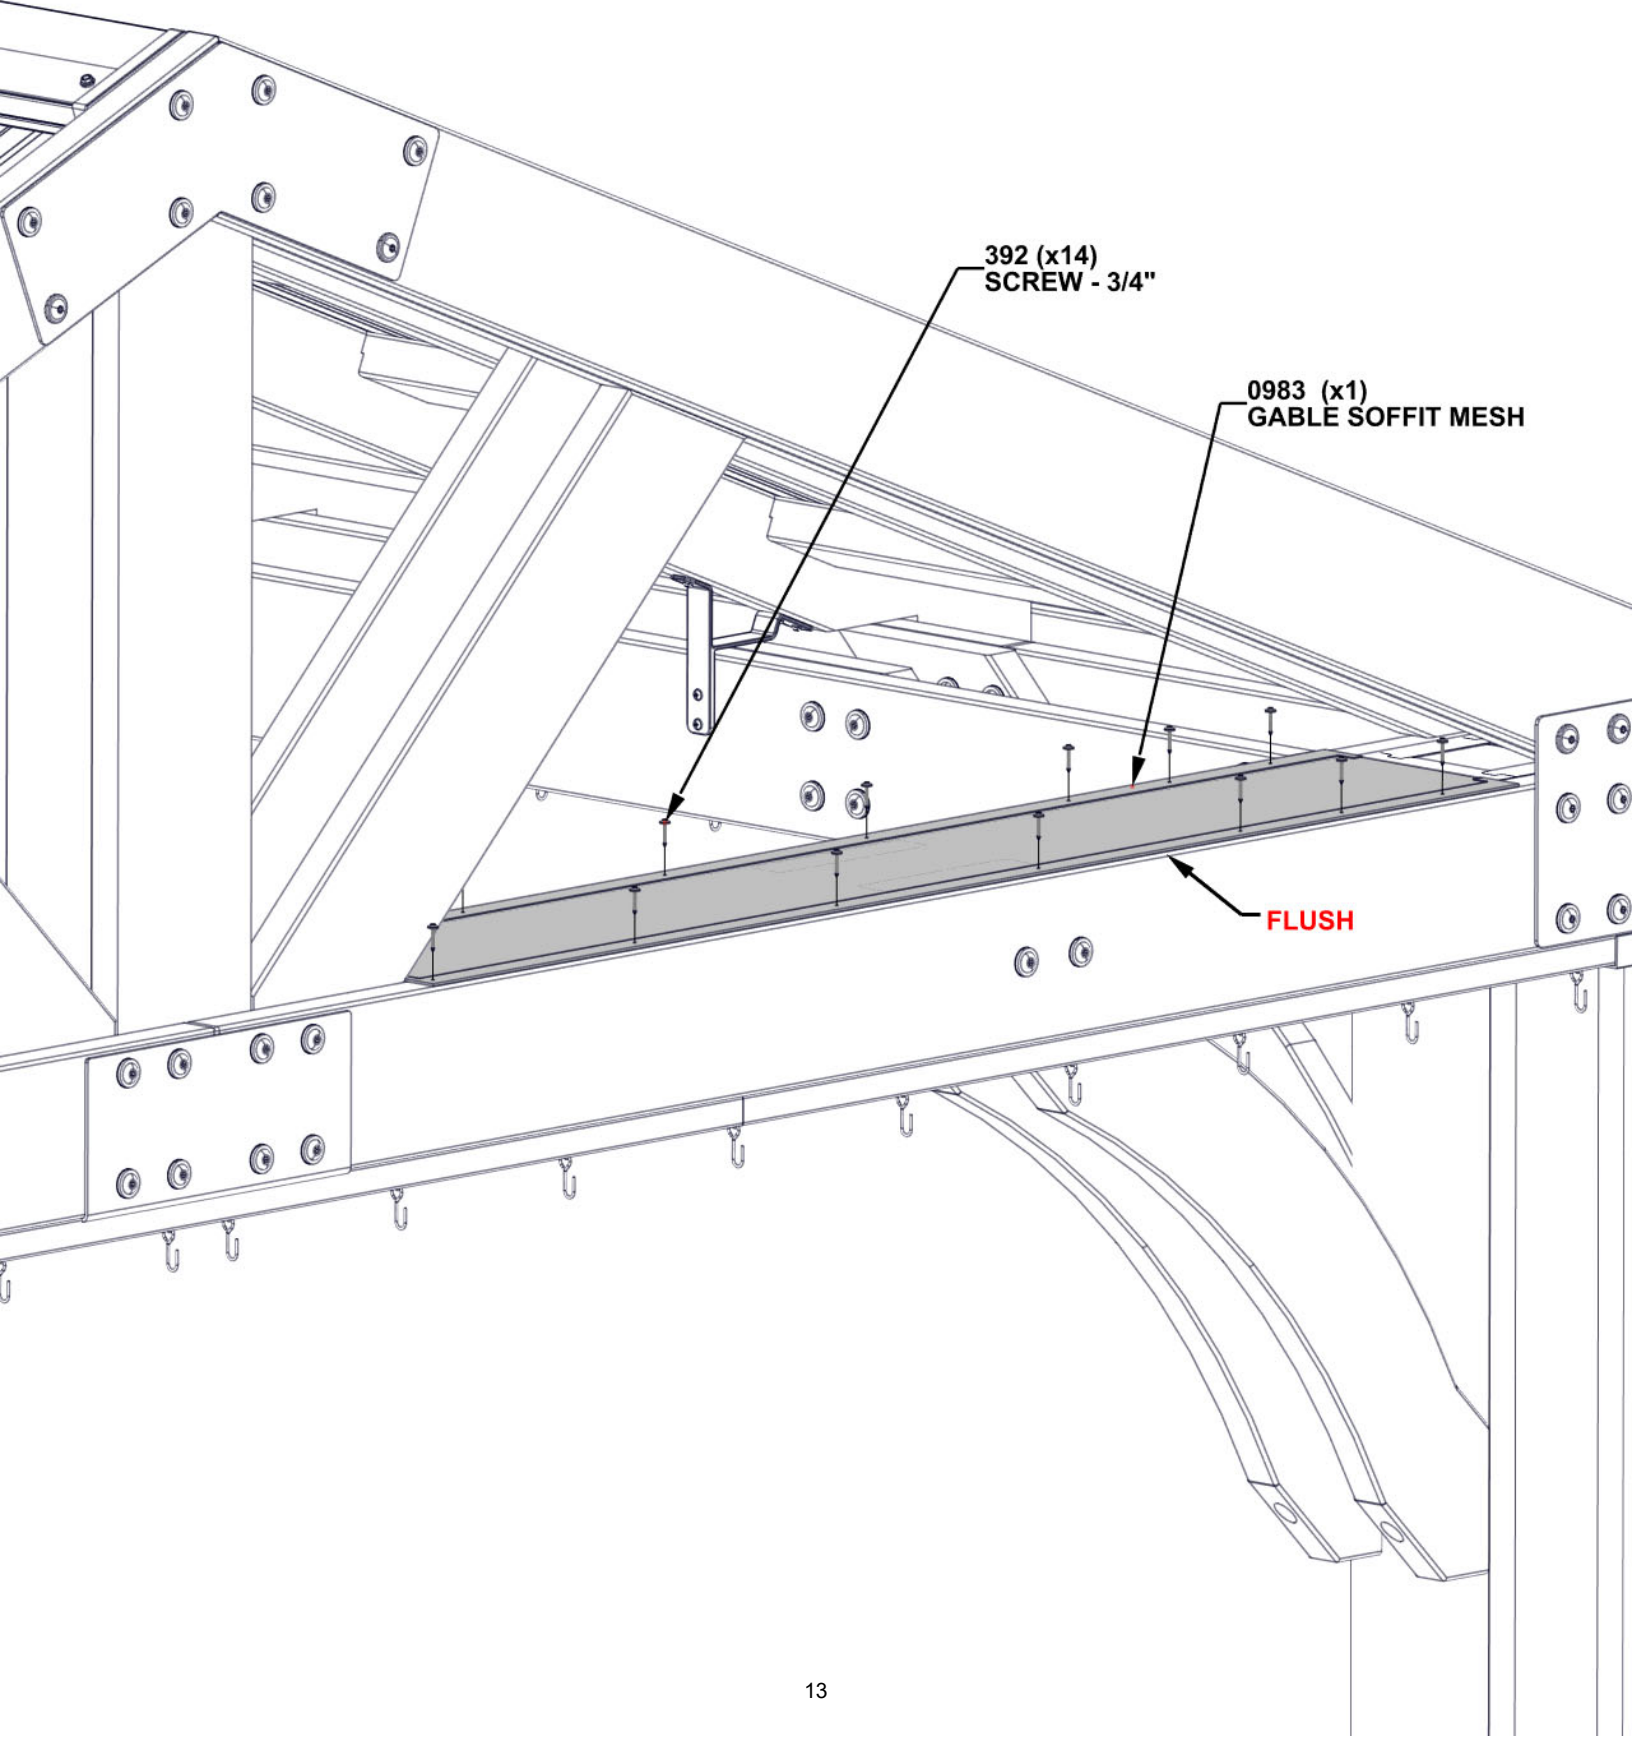 392 (x14)
SCREW - 3/4"
0983  (x1)
GABLE SOFFIT MESH
FLUSH
13